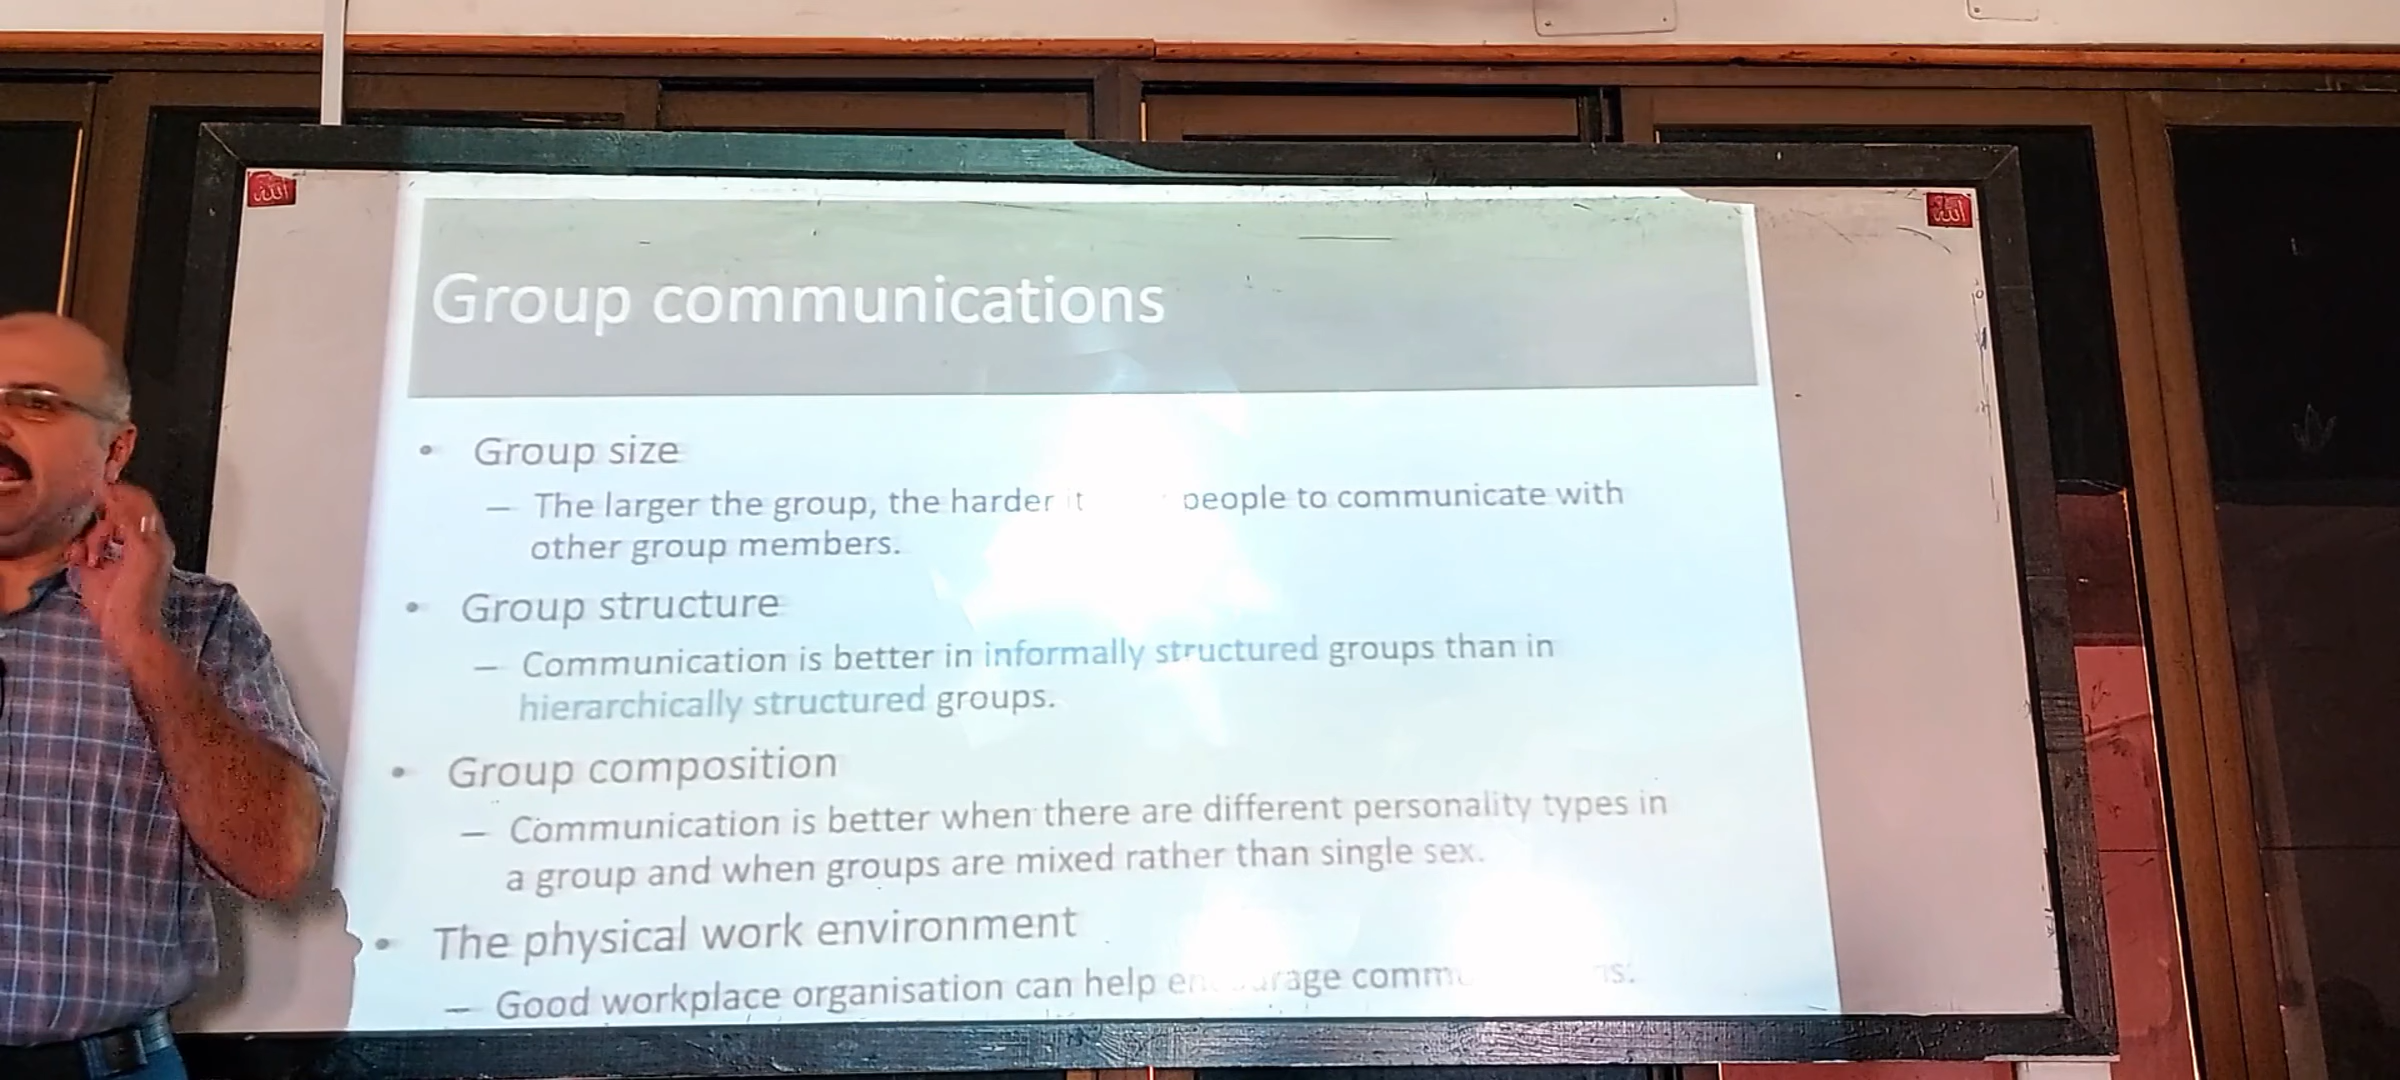 الله
الله
Group communications
• Group size
– The larger the group, the harder it people to communicate with
other group members.
• Group structure
– Communication is better in informally structured groups than in
hierarchically structured groups.
• Group composition
– Communication is better when there are different personality types in
a group and when groups are mixed rather than single sex.
• The physical work environment
– Good workplace organisation can help